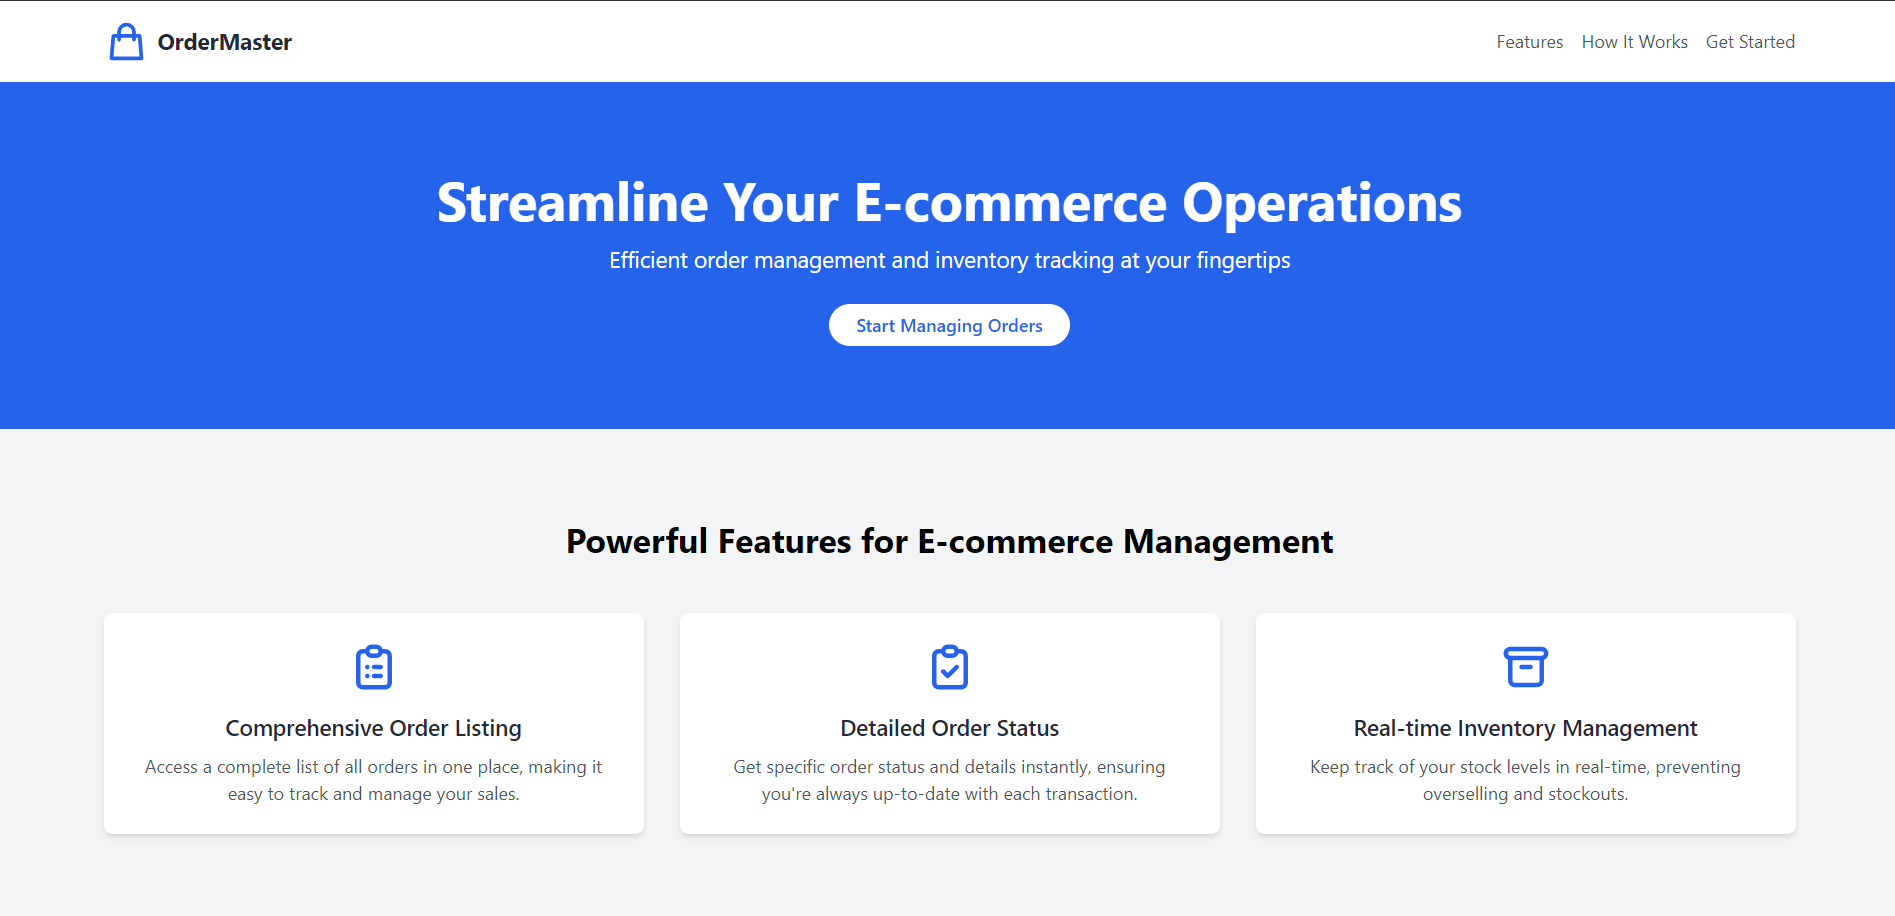 OrderMaster
Features
How It Works
Get Started
Streamline Your E-commerce Operations
Efficient order management and inventory tracking at your fingertips
Start Managing Orders
Powerful Features for E-commerce Management
Comprehensive Order Listing
Access a complete list of all orders in one place, making it
easy to track and manage your sales.
Detailed Order Status
Get specific order status and details instantly, ensuring
you're always up-to-date with each transaction.
Real-time Inventory Management
Keep track of your stock levels in real-time, preventing
overselling and stockouts.